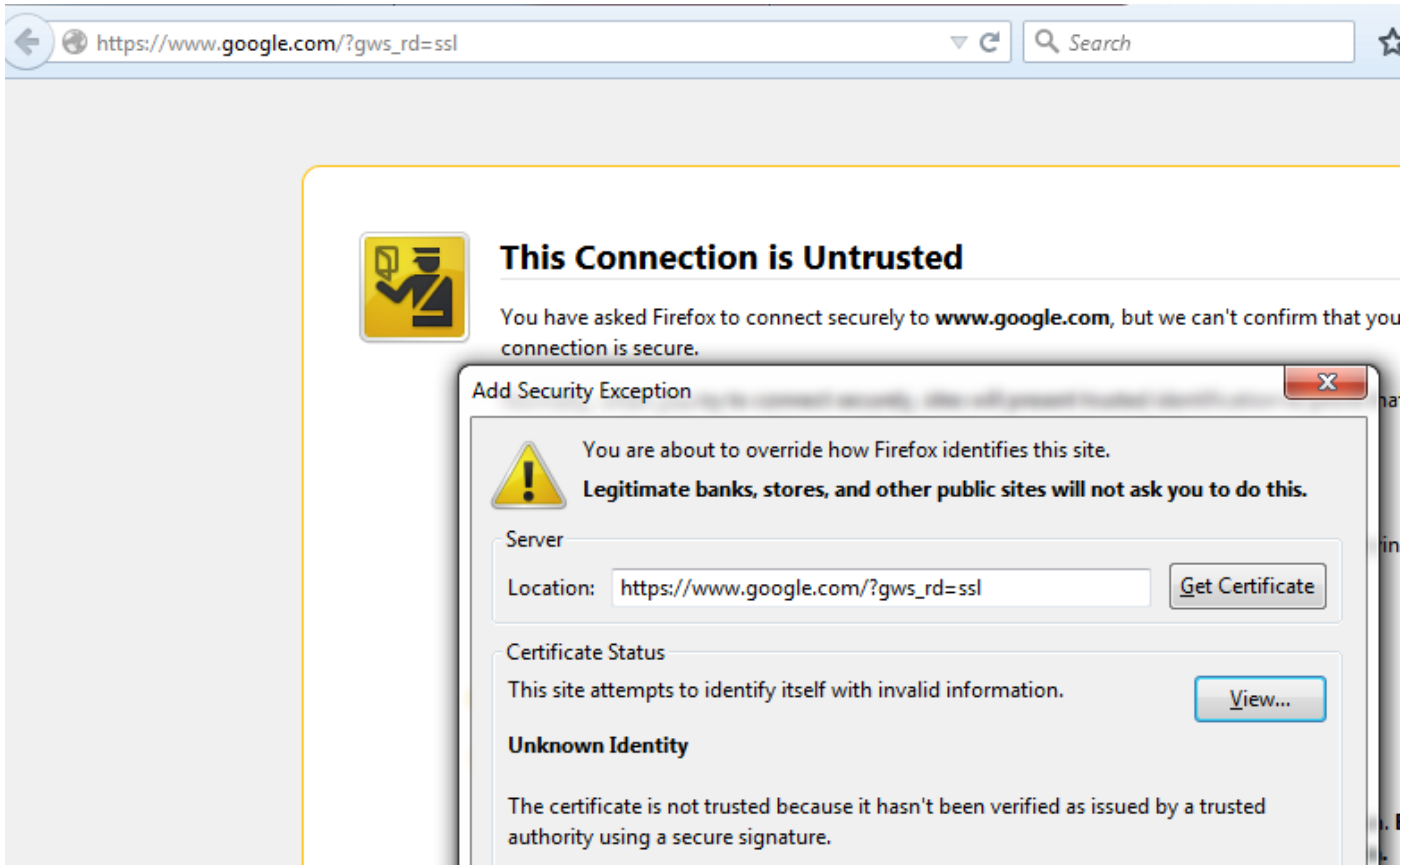 https://www.google.com/?gws_rd=ssl
Search
This Connection is Untrusted
You have asked Firefox to connect securely to www.google.com, but we can't confirm that you
connection is secure.
Add Security Exception
You are about to override how Firefox identifies this site.
Legitimate banks, stores, and other public sites will not ask you to do this.
Server
Location: https://www.google.com/?gws_rd=ssl Get Certificate
Certificate Status
This site attempts to identify itself with invalid information.
View...
Unknown Identity
The certificate is not trusted because it hasn't been verified as issued by a trusted
authority using a secure signature.